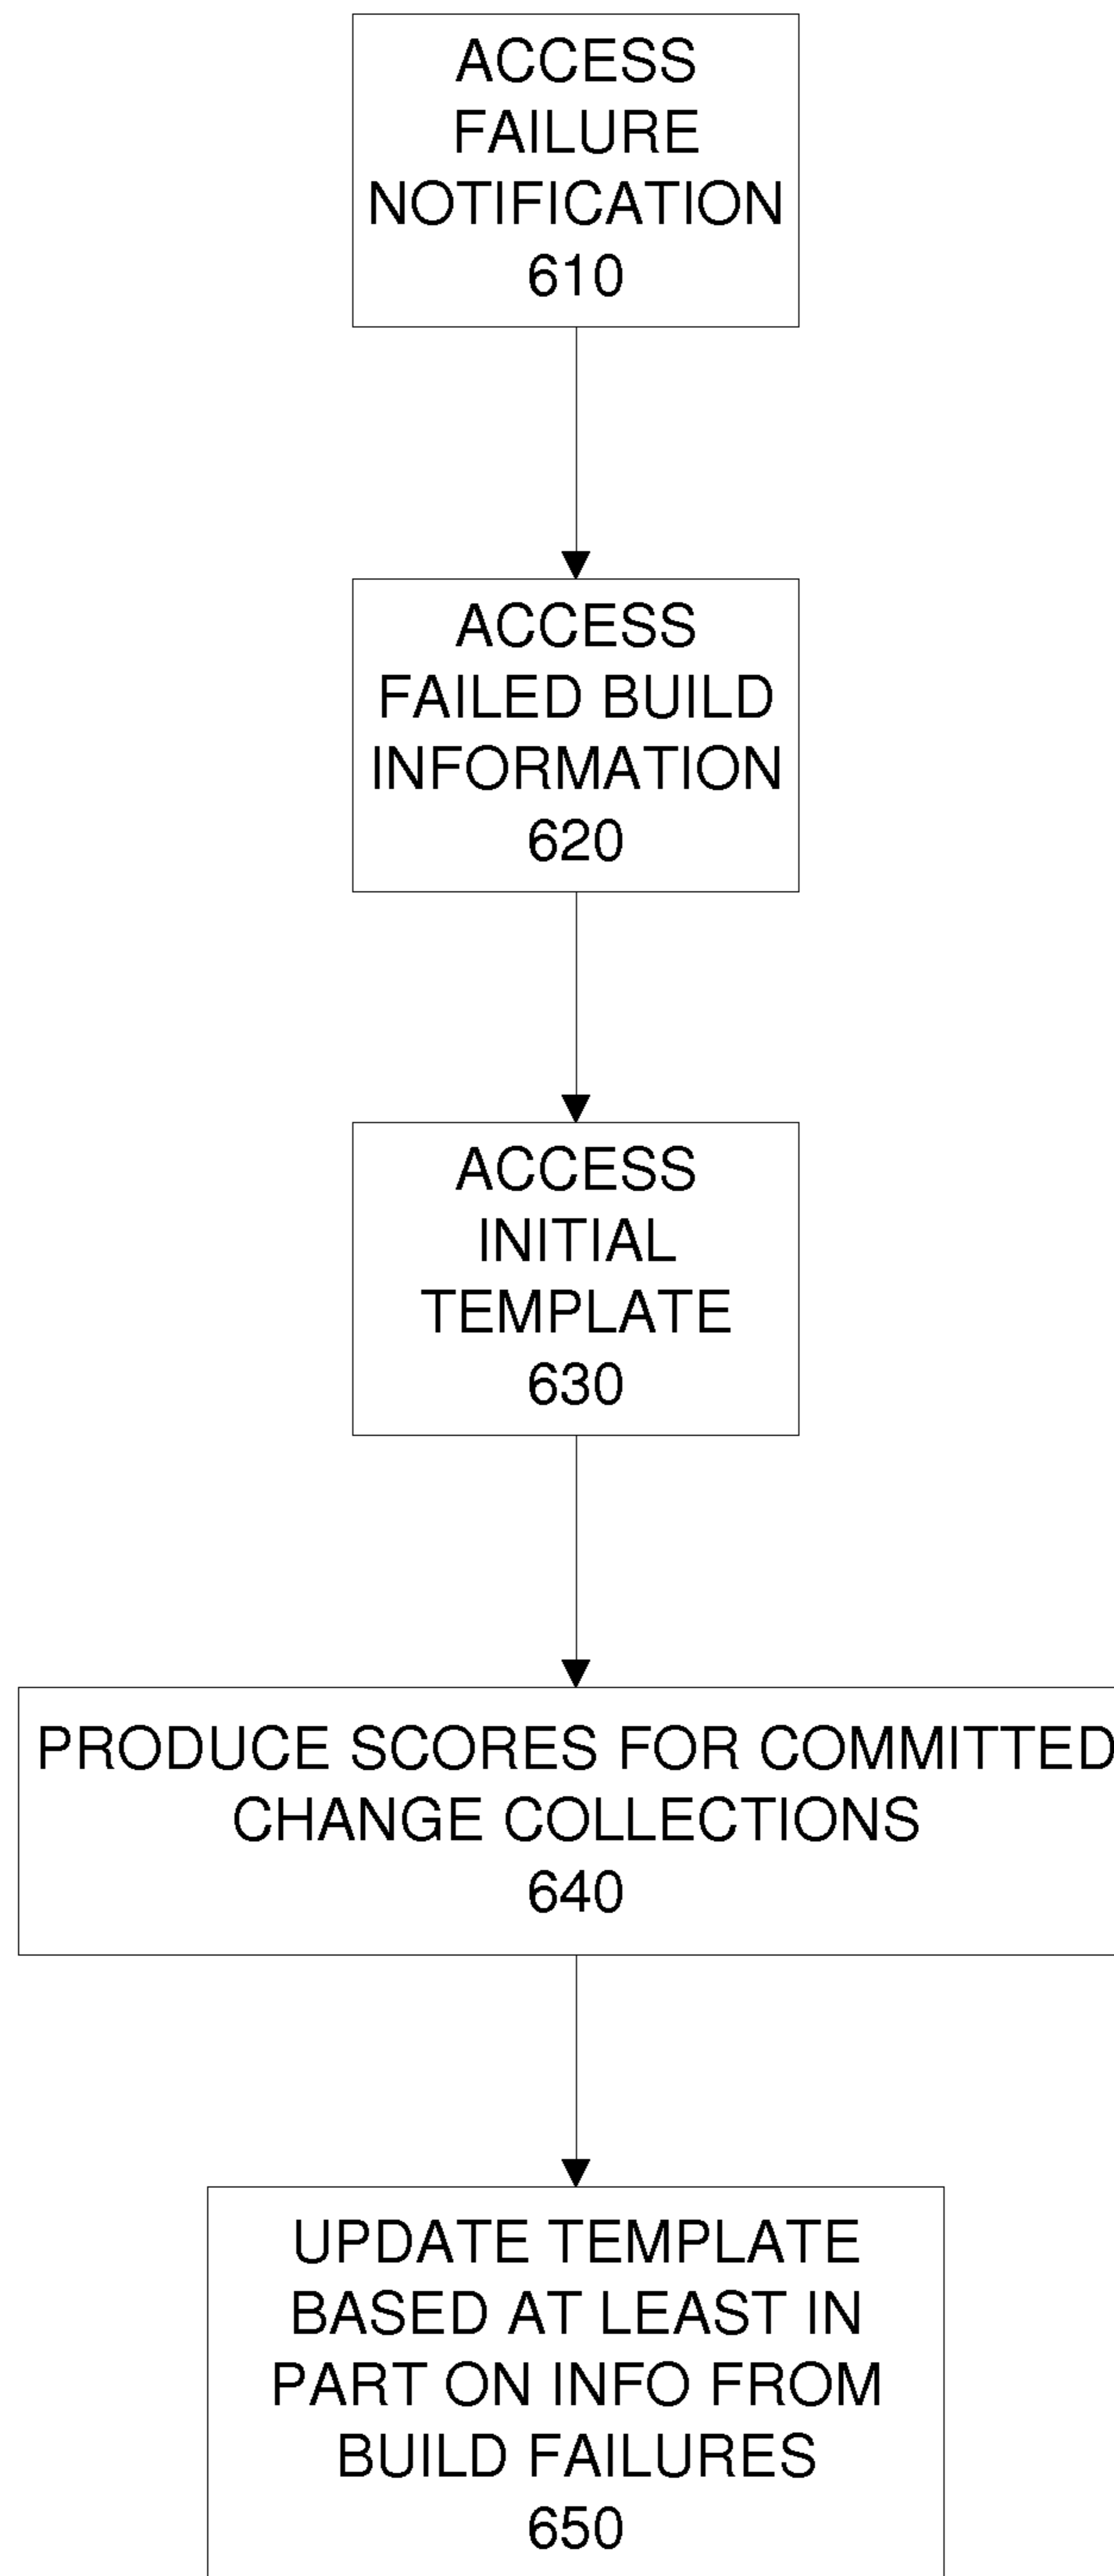 ACCESS
FAILURE
NOTIFICATION
610
ACCESS
FAILED BUILD
INFORMATION
620
ACCESS
INITIAL
TEMPLATE
630
PRODUCE SCORES FOR COMMITTED
CHANGE COLLECTIONS
640
UPDATE TEMPLATE
BASED AT LEAST IN
PART ON INFO FROM
BUILD FAILURES
650